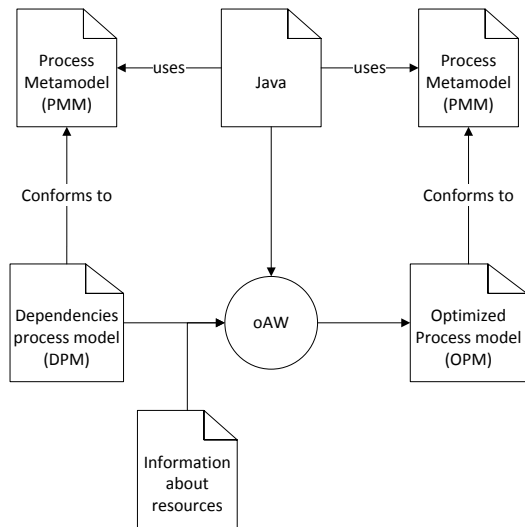 Process
Metamodel
(PMM)
uses
Java
uses
Process
Metamodel
(PMM)
Conforms to
Conforms to
Dependencies
process model
(DPM)
oAW
Optimized
Process model
(OPM)
Information
about
resources